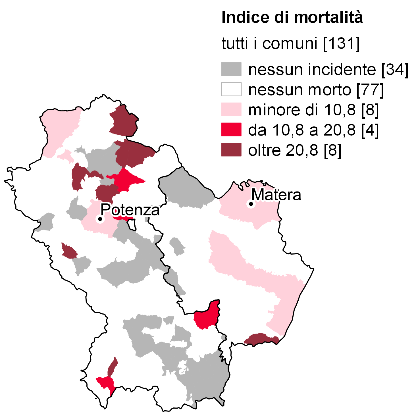 Indice di mortalità
tutti i comuni [131]
nessun incidente [34]
nessun morto [77]
minore di 10,8 [8]
da 10,8 a 20,8 [4]
oltre 20,8 [8]
Matera
Potenza